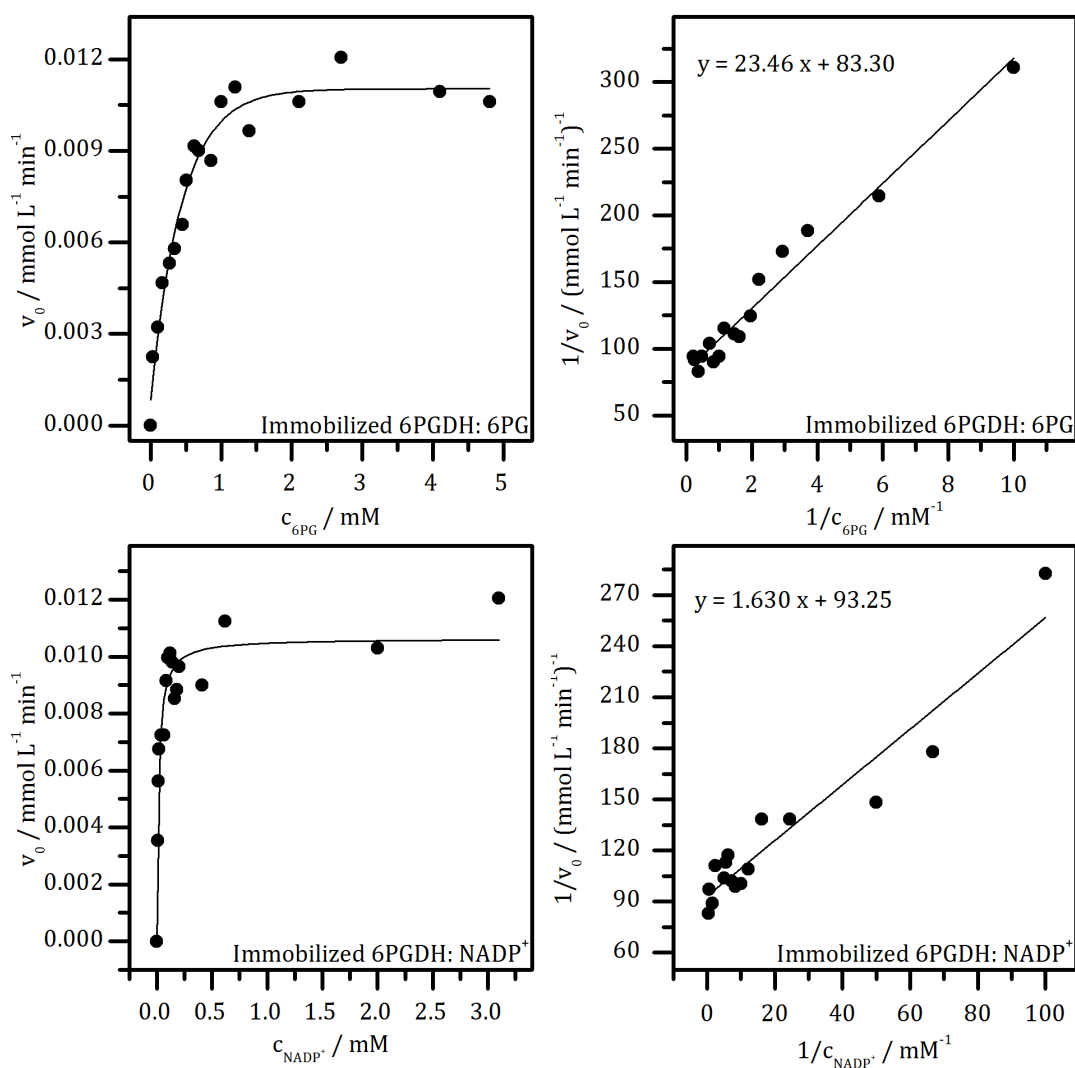 0.012
0.009
0.006
0.003
0.000
v₀ / mmol L⁻¹ min⁻¹
0 1 2 3 4 5
c₆PG / mM
Immobilized 6PGDH: 6PG
y = 23.46 x + 83.30
300
250
200
150
100
50
1/v₀ / (mmol L⁻¹ min⁻¹)⁻¹
0 2 4 6 8 10
1/c₆PG / mM⁻¹
Immobilized 6PGDH: 6PG
0.012
0.010
0.008
0.006
0.004
0.002
0.000
v₀ / mmol L⁻¹ min⁻¹
0.0 0.5 1.0 1.5 2.0 2.5 3.0
c_NADP⁺ / mM
Immobilized 6PGDH: NADP⁺
y = 1.630 x + 93.25
270
240
210
180
150
120
90
60
1/v₀ / (mmol L⁻¹ min⁻¹)⁻¹
0 20 40 60 80 100
1/c_NADP⁺ / mM⁻¹
Immobilized 6PGDH: NADP⁺